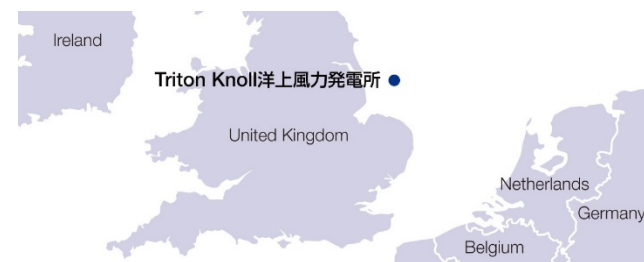 Ireland
Triton Knoll洋上風力発電所
United Kingdom
Netherlands
Germany
Belgium